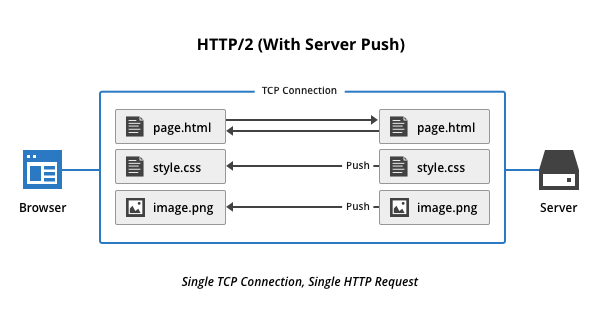 HTTP/2 (With Server Push)
TCP Connection
page.html page.html
style.css Push style.css
image.png Push image.png
Browser Server
Single TCP Connection, Single HTTP Request